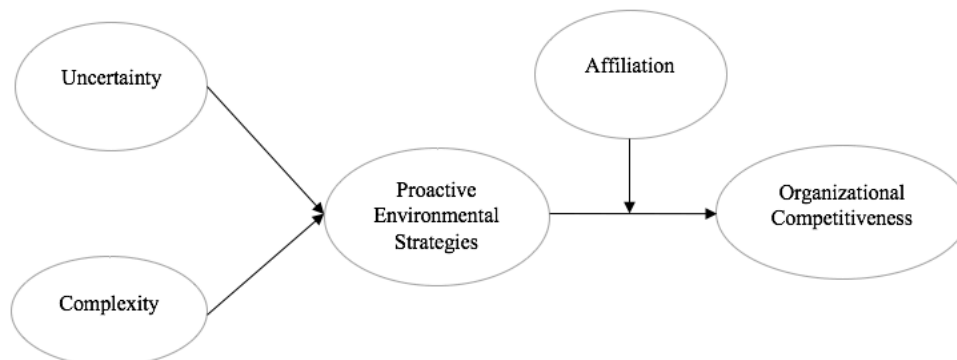 Uncertainty
Affiliation
Proactive
Environmental
Strategies
Organizational
Competitiveness
Complexity